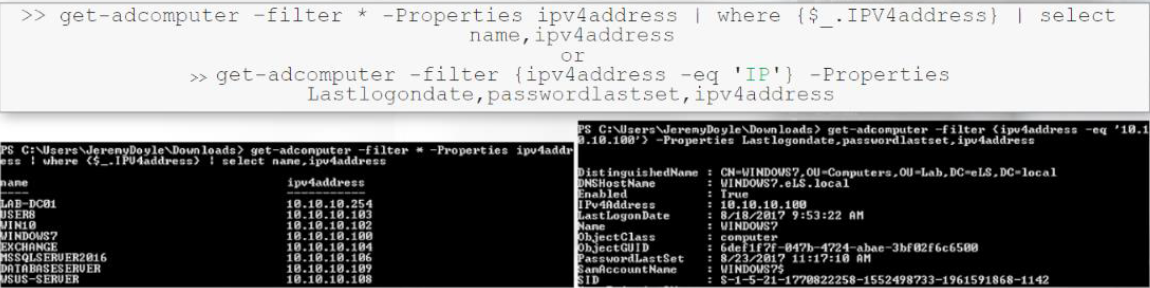 >> get-adcomputer -filter * -Properties ipv4address | where {$_.IPV4address} | select
name,ipv4address
or
>> get-adcomputer -filter {ipv4address -eq 'IP'} -Properties
Lastlogondate,passwordlastset,ipv4address
PS C:\Users\JeremyDoyle\Downloads> get-adcomputer -filter * -Properties ipv4addr
ess | where {$_.IPV4address} | select name,ipv4address
name ipv4address
---- -----------
LAB-DC01 10.10.10.254
USER8 10.10.10.103
WIN10 10.10.10.102
WINDOWS7 10.10.10.100
EXCHANGE 10.10.10.104
MSSQLSERVER2016 10.10.10.106
DATABASESERVER 10.10.10.109
WSUS-SERVER 10.10.10.108
PS C:\Users\JeremyDoyle\Downloads> get-adcomputer -filter {ipv4address -eq '10.1
0.10.100'} -Properties Lastlogondate,passwordlastset,ipv4address
DistinguishedName : CN=WINDOWS7,OU=Computers,OU=Lab,DC=eLS,DC=local
DNSHostName : WINDOWS7.eLS.local
Enabled : True
IPv4Address : 10.10.10.100
LastLogonDate : 8/18/2017 9:53:22 AM
Name : WINDOWS7
ObjectClass : computer
ObjectGUID : 6def1f7f-047b-4724-abae-3bf02f6c6500
PasswordLastSet : 8/23/2017 11:17:10 AM
SamAccountName : WINDOWS7$
SID : S-1-5-21-1770822258-1552498733-1961591868-1142